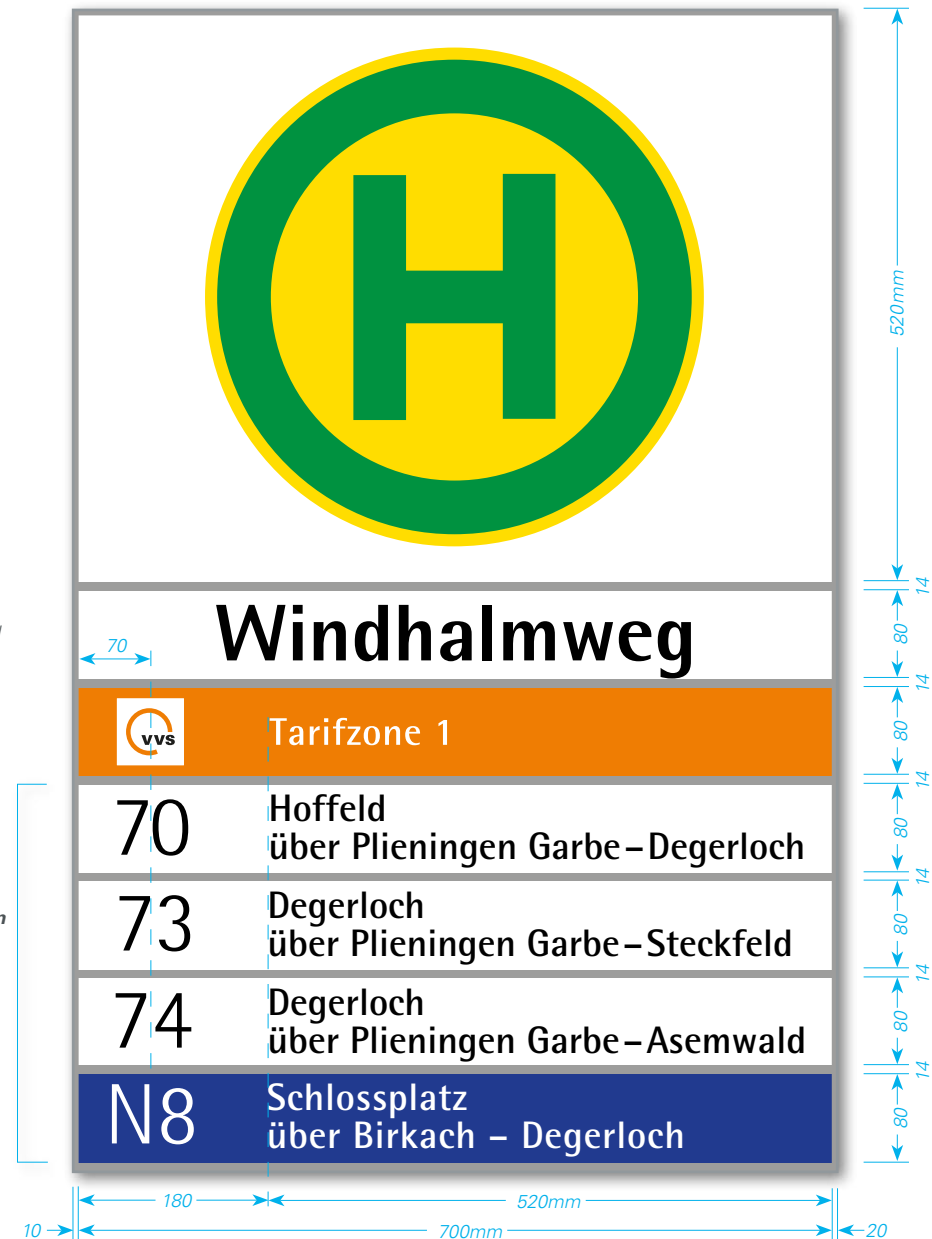 H
520mm
14
Windhalmweg
80
70
14
vvs
Tarifzone 1
80
14
70
Hoffeld
über Plieningen Garbe–Degerloch
80
14
73
Degerloch
über Plieningen Garbe–Steckfeld
80
14
74
Degerloch
über Plieningen Garbe–Asemwald
80
14
N8
Schlossplatz
über Birkach – Degerloch
80
180
520mm
10
700mm
20